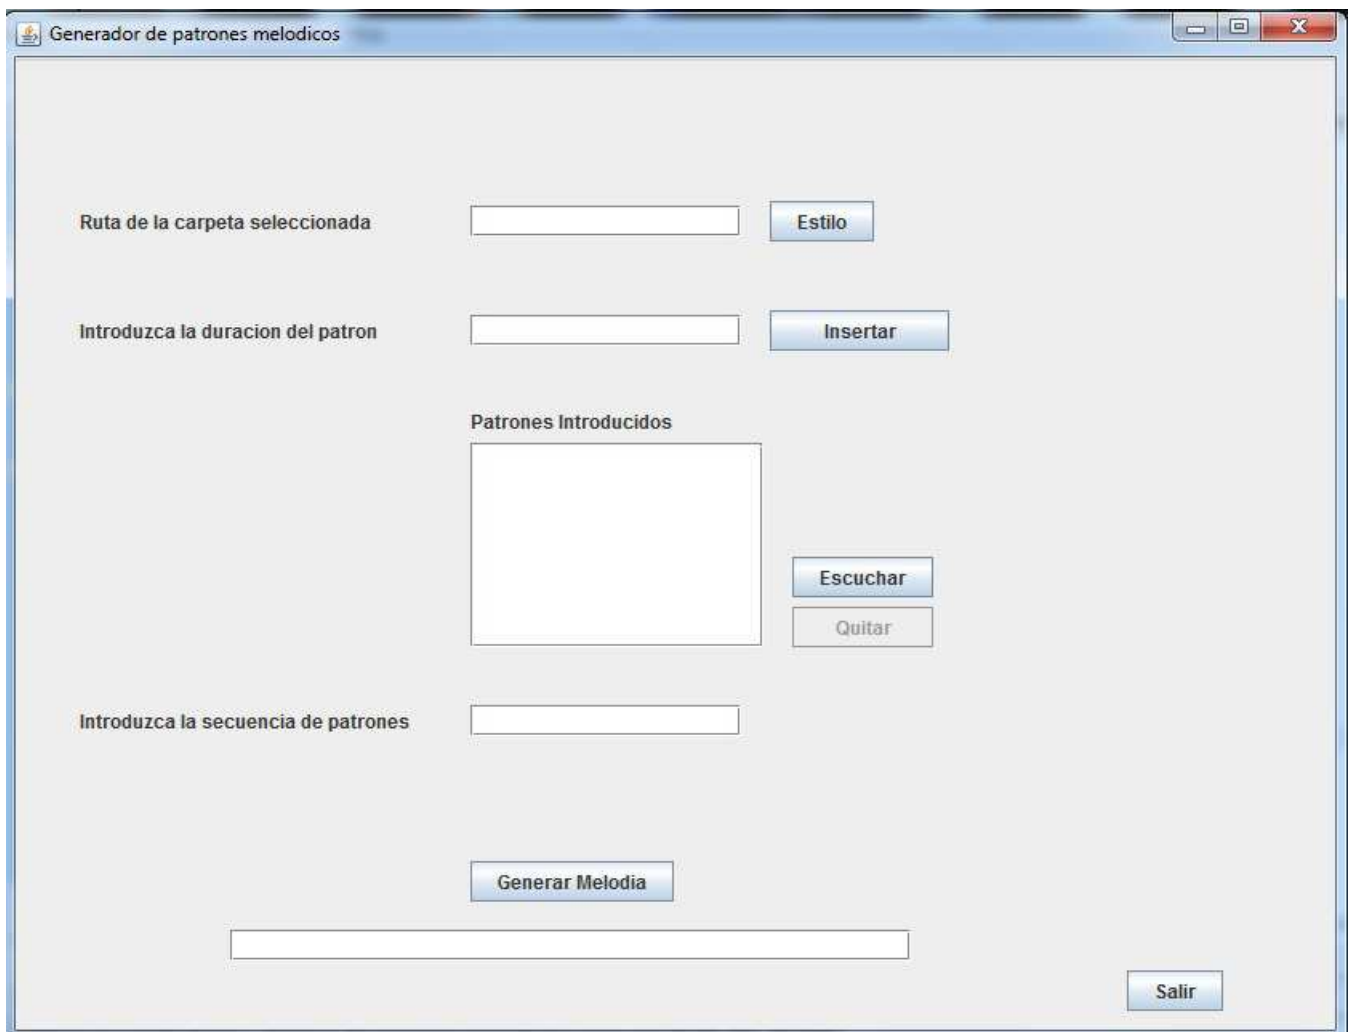 Generador de patrones melodicos
Ruta de la carpeta seleccionada
Estilo
Introduzca la duracion del patron
Insertar
Patrones Introducidos
Escuchar
Quitar
Introduzca la secuencia de patrones
Generar Melodia
Salir